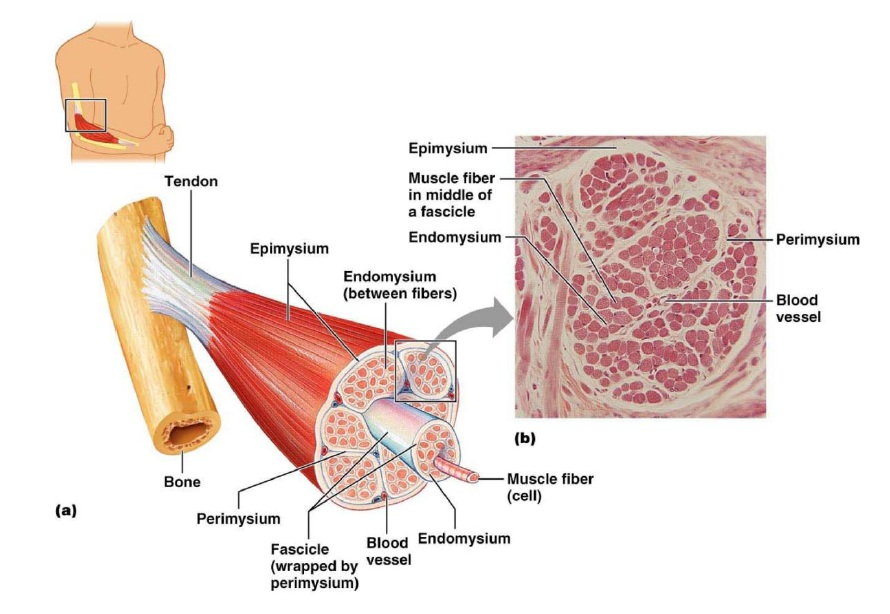 Tendon
Epimysium
Endomysium
(between fibers)
Bone
Perimysium
Fascicle
(wrapped by
perimysium)
Blood
vessel
Endomysium
Muscle fiber
(cell)
(a)
Epimysium
Muscle fiber
in middle of
a fascicle
Endomysium
Perimysium
Blood
vessel
(b)